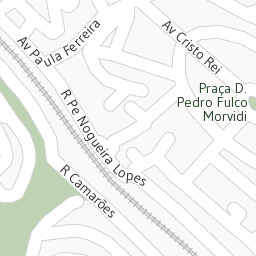 Av Paula Ferreira
Av Cristo Rei
Praça D.
Pedro Fulco
Morvidi
R Pe Nogueira Lopes
R Camarões